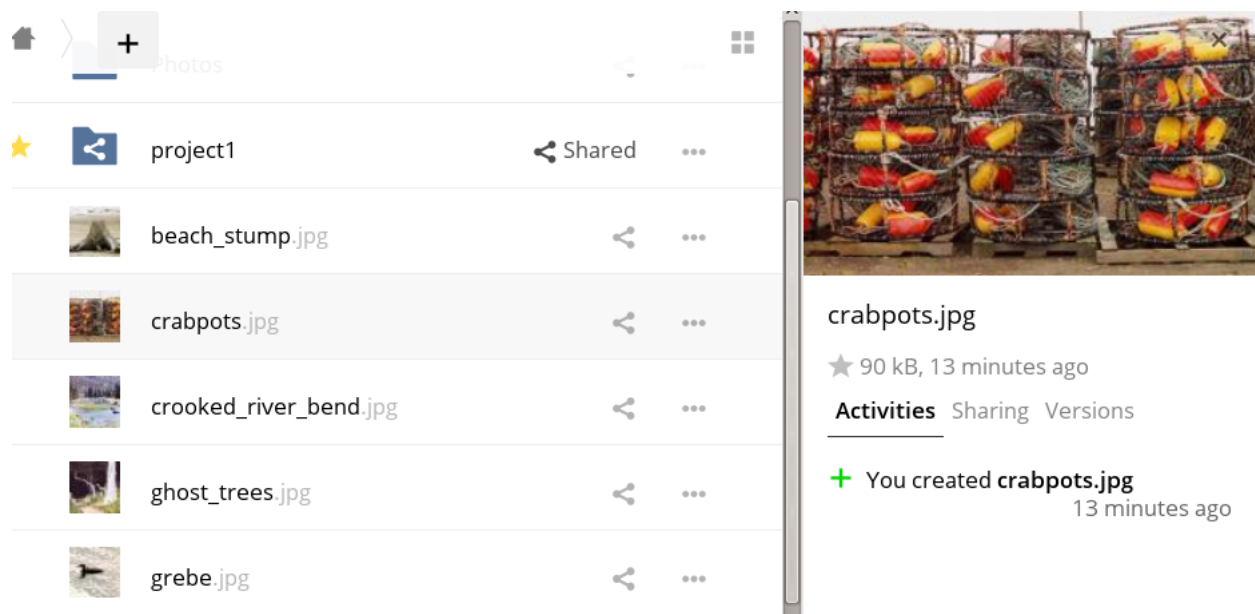 Photos
project1
Shared
beach_stump.jpg
crabpots.jpg
crooked_river_bend.jpg
ghost_trees.jpg
grebe.jpg
crabpots.jpg
90 kB, 13 minutes ago
Activities Sharing Versions
You created crabpots.jpg
13 minutes ago